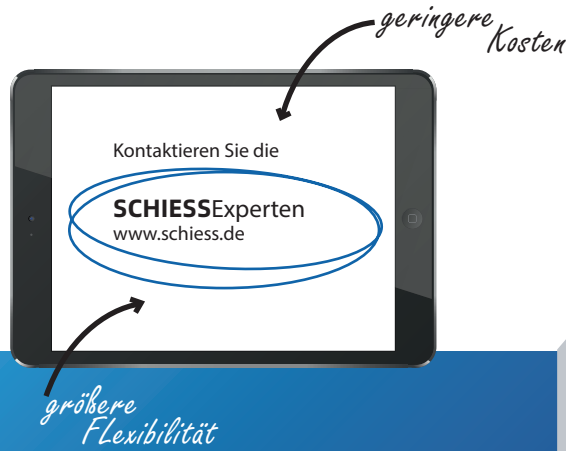 geringere
Kosten
Kontaktieren Sie die
SCHIESSExperten
www.schiess.de
größere
FLexibilität